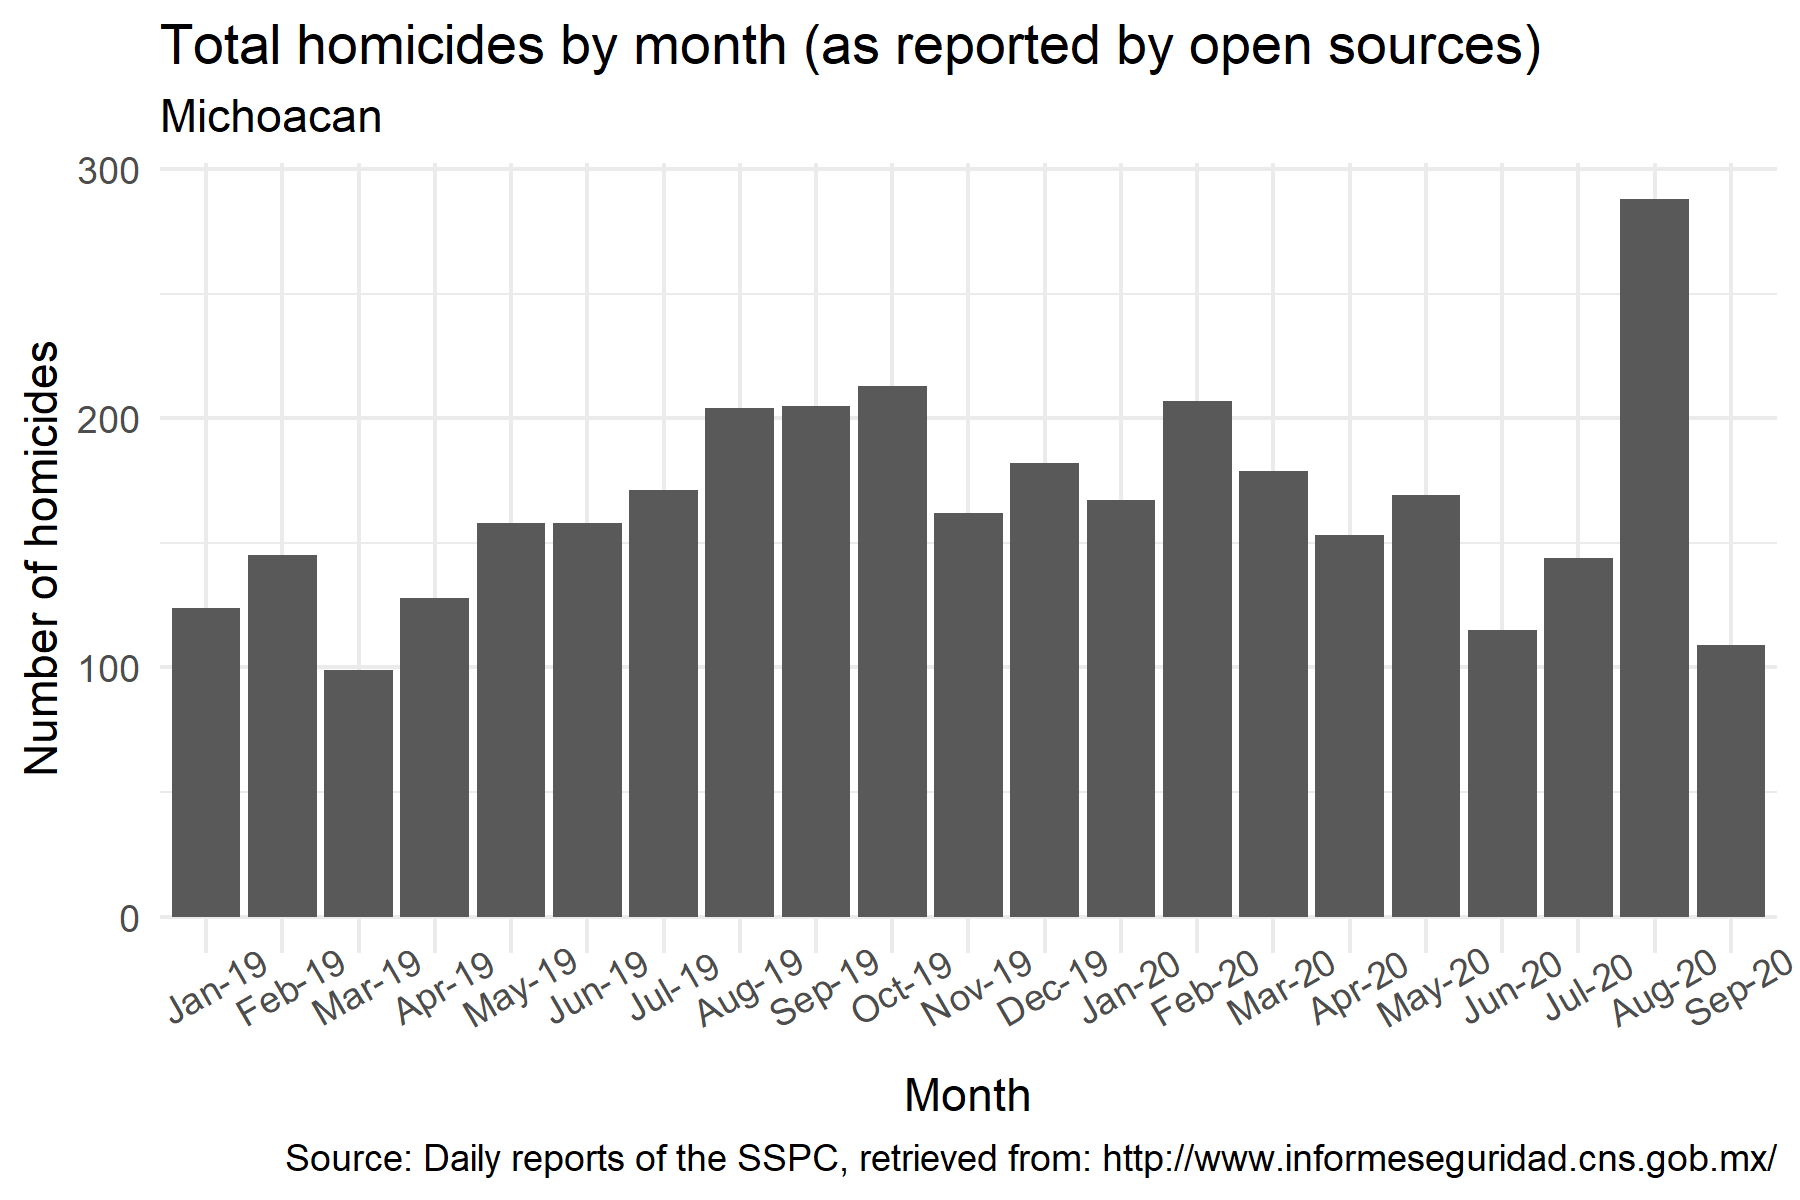 Total homicides by month (as reported by open sources)
Michoacan
Number of homicides
300
200
100
0
Jan-19
Feb-19
Mar-19
Apr-19
May-19
Jun-19
Jul-19
Aug-19
Sep-19
Oct-19
Nov-19
Dec-19
Jan-20
Feb-20
Mar-20
Apr-20
May-20
Jun-20
Jul-20
Aug-20
Sep-20
Month
Source: Daily reports of the SSPC, retrieved from: http://www.informeseguridad.cns.gob.mx/